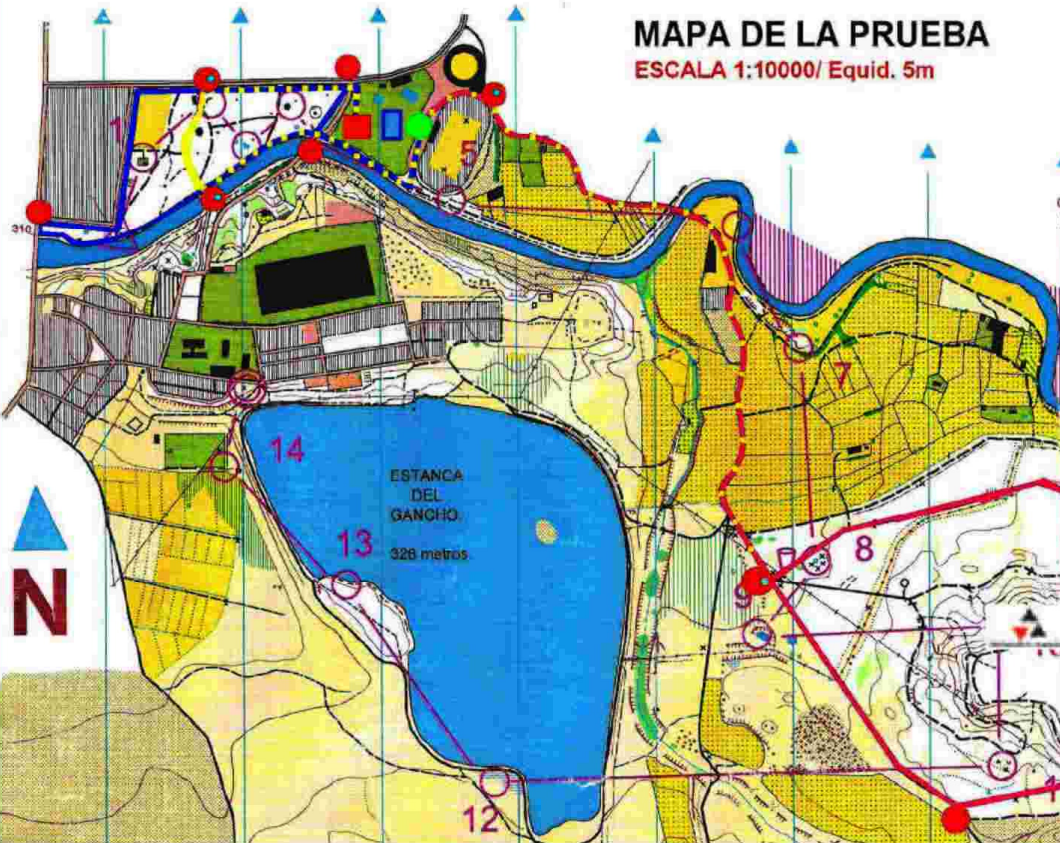 MAPA DE LA PRUEBA
ESCALA 1:10000/ Equid. 5m
1
5
310
7
14
ESTANCA
DEL
GANCHO.
326 metros
13
8
9
N
12